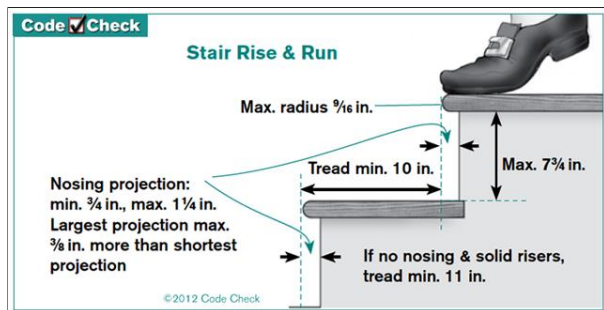 Code Check
Stair Rise & Run
Max. radius 9⁄16 in.
Tread min. 10 in.
Max. 7¾ in.
Nosing projection:
min. ¾ in., max. 1¼ in.
Largest projection max.
⅜ in. more than shortest
projection
If no nosing & solid risers,
tread min. 11 in.
©2012 Code Check